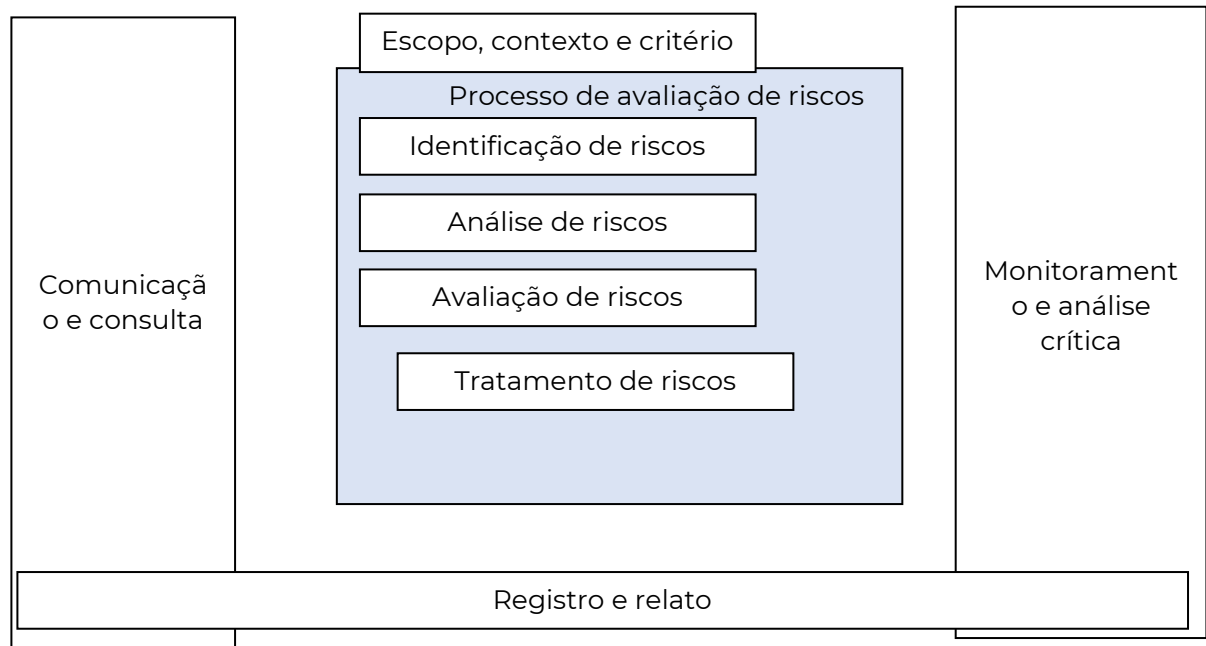 Escopo, contexto e critério
Processo de avaliação de riscos
Identificação de riscos
Análise de riscos
Avaliação de riscos
Tratamento de riscos
Comunicaçã
o e consulta
Monitorament
o e análise
crítica
Registro e relato